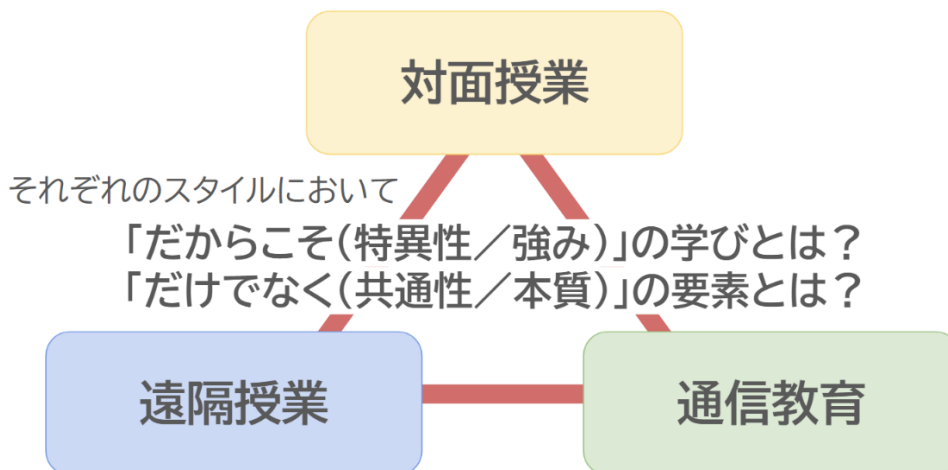 対面授業
それぞれのスタイルにおいて
「だからこそ(特異性／強み)」の学びとは？
「だけでなく(共通性／本質)」の要素とは？
遠隔授業
通信教育